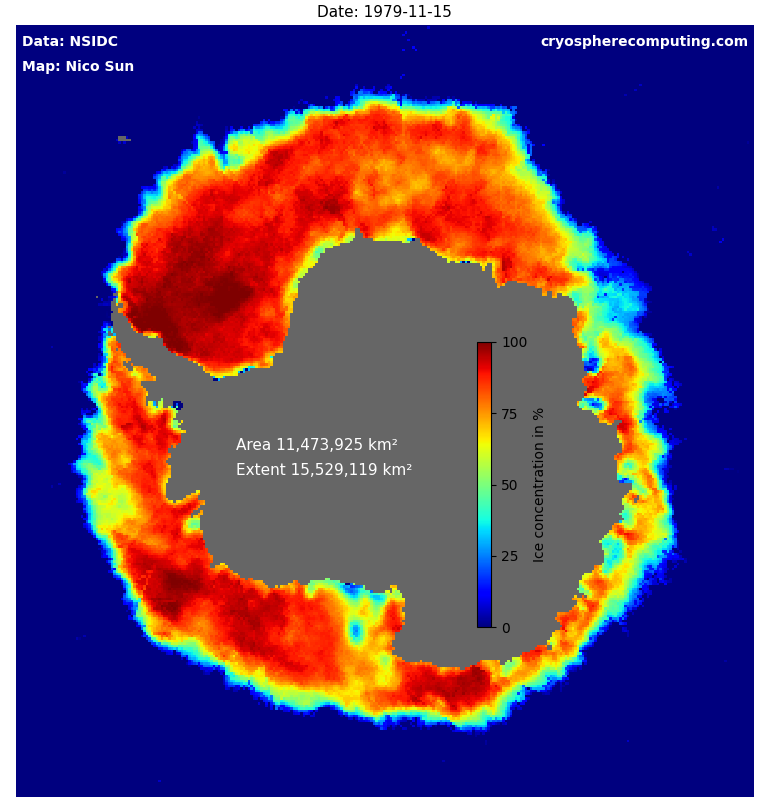 Date: 1979-11-15
Data: NSIDC
cryospherecomputing.com
Map: Nico Sun
100
75
50
25
0
Ice concentration in %
Area 11,473,925 km²
Extent 15,529,119 km²